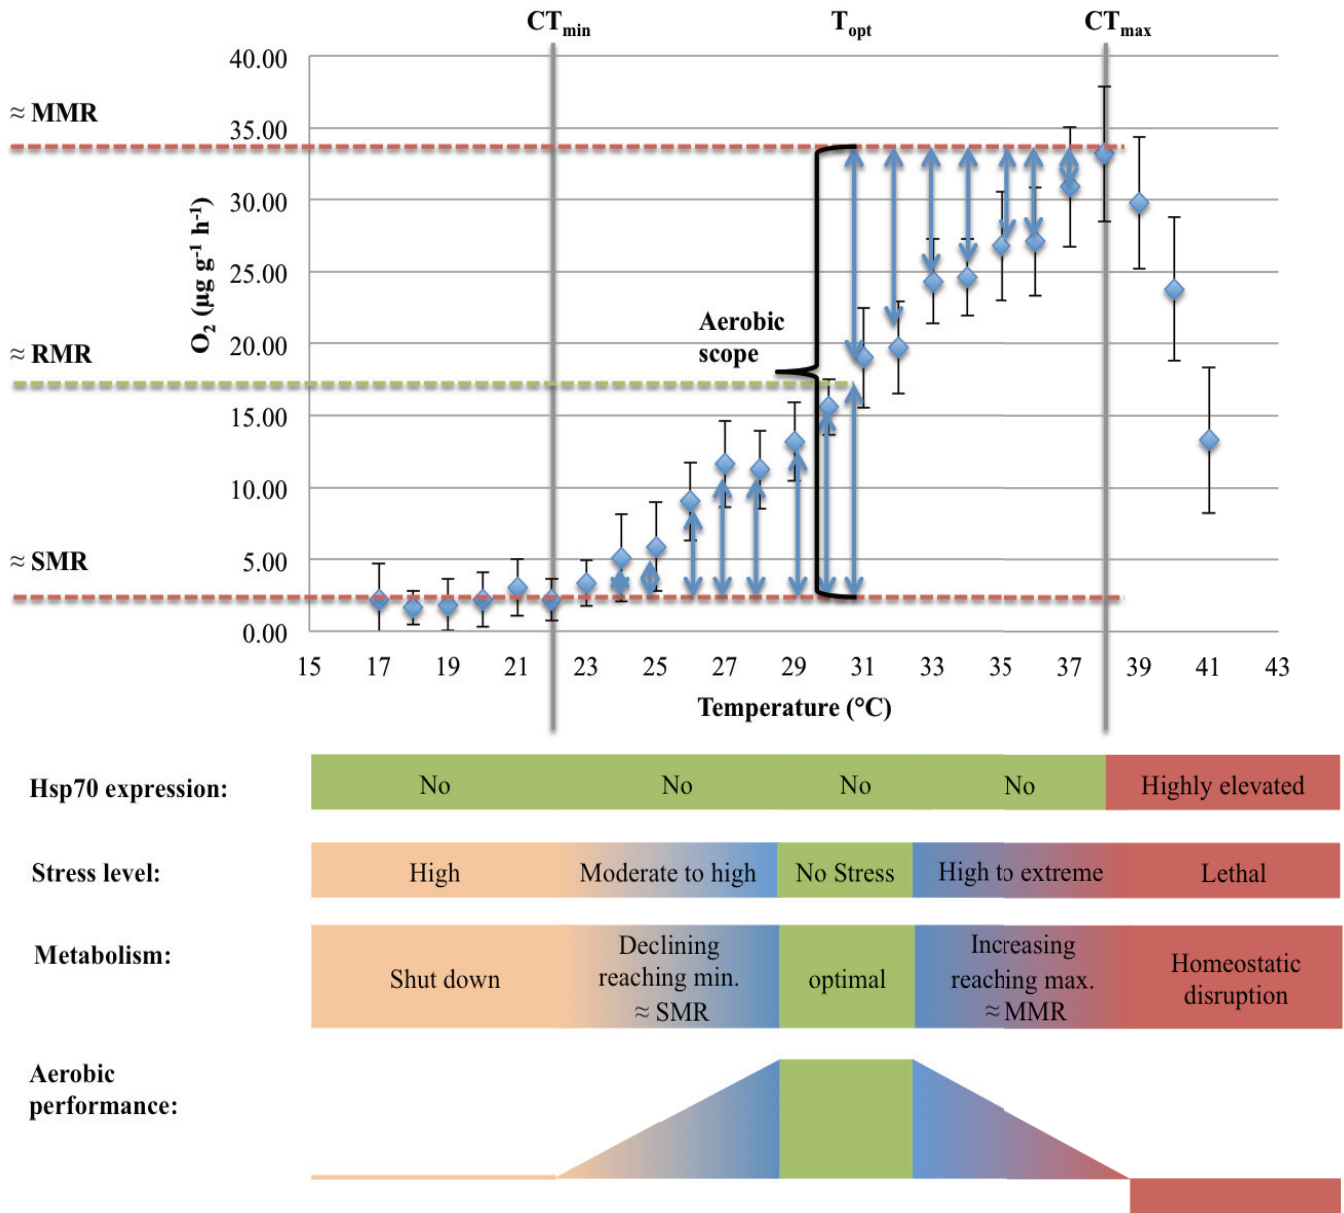 CTmin Topt CTmax
40.00
≈ MMR
35.00
30.00
25.00
O2 (µg g-1 h-1)
Aerobic
scope
20.00
≈ RMR
15.00
10.00
≈ SMR
5.00
0.00
15 17 19 21 23 25 27 29 31 33 35 37 39 41 43
Temperature (°C)
Hsp70 expression: No No No No Highly elevated
Stress level: High Moderate to high No Stress High to extreme Lethal
Metabolism: Shut down
Declining
reaching min.
≈ SMR
optimal
Increasing
reaching max.
≈ MMR
Homeostatic
disruption
Aerobic
performance: